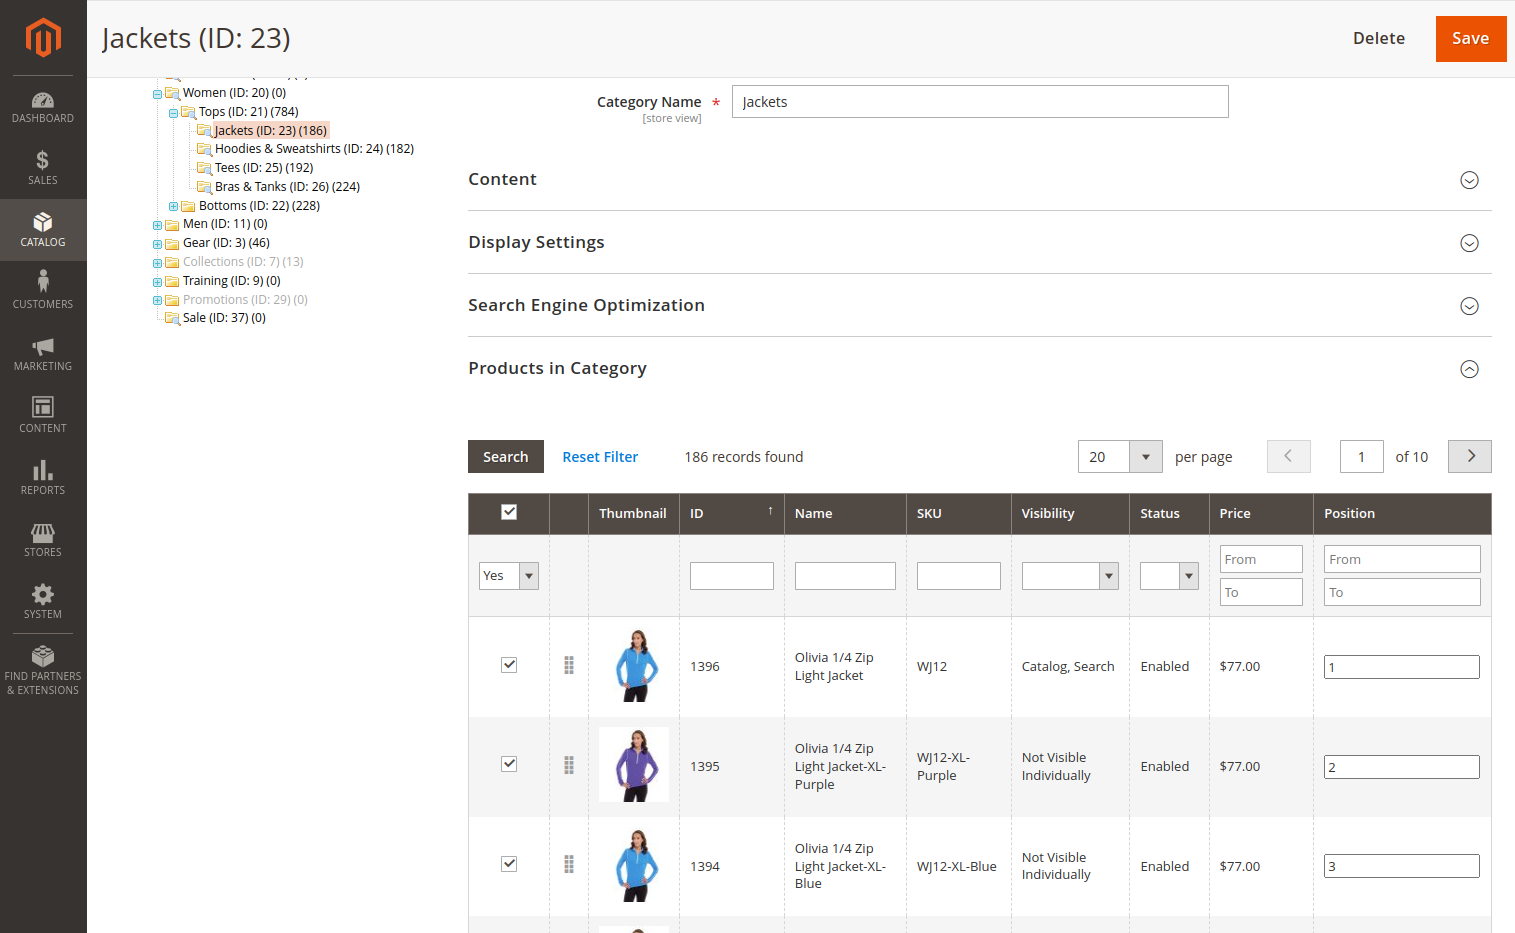 Jackets (ID: 23)
Delete
Save
DASHBOARD
SALES
CATALOG
CUSTOMERS
MARKETING
CONTENT
REPORTS
STORES
SYSTEM
FIND PARTNERS
& EXTENSIONS
Women (ID: 20) (0)
Tops (ID: 21) (784)
Jackets (ID: 23) (186)
Hoodies & Sweatshirts (ID: 24) (182)
Tees (ID: 25) (192)
Bras & Tanks (ID: 26) (224)
Bottoms (ID: 22) (228)
Men (ID: 11) (0)
Gear (ID: 3) (46)
Collections (ID: 7) (13)
Training (ID: 9) (0)
Promotions (ID: 29) (0)
Sale (ID: 37) (0)
Category Name * Jackets
[store view]
Content
Display Settings
Search Engine Optimization
Products in Category
Search Reset Filter 186 records found 20 per page 1 of 10
Thumbnail ID ↑ Name SKU Visibility Status Price Position
From From
Yes
To To
1396 Olivia 1/4 Zip
Light Jacket WJ12 Catalog, Search Enabled $77.00 1
1395 Olivia 1/4 Zip
Light Jacket-XL-
Purple WJ12-XL-
Purple Not Visible
Individually Enabled $77.00 2
1394 Olivia 1/4 Zip
Light Jacket-XL-
Blue WJ12-XL-Blue Not Visible
Individually Enabled $77.00 3